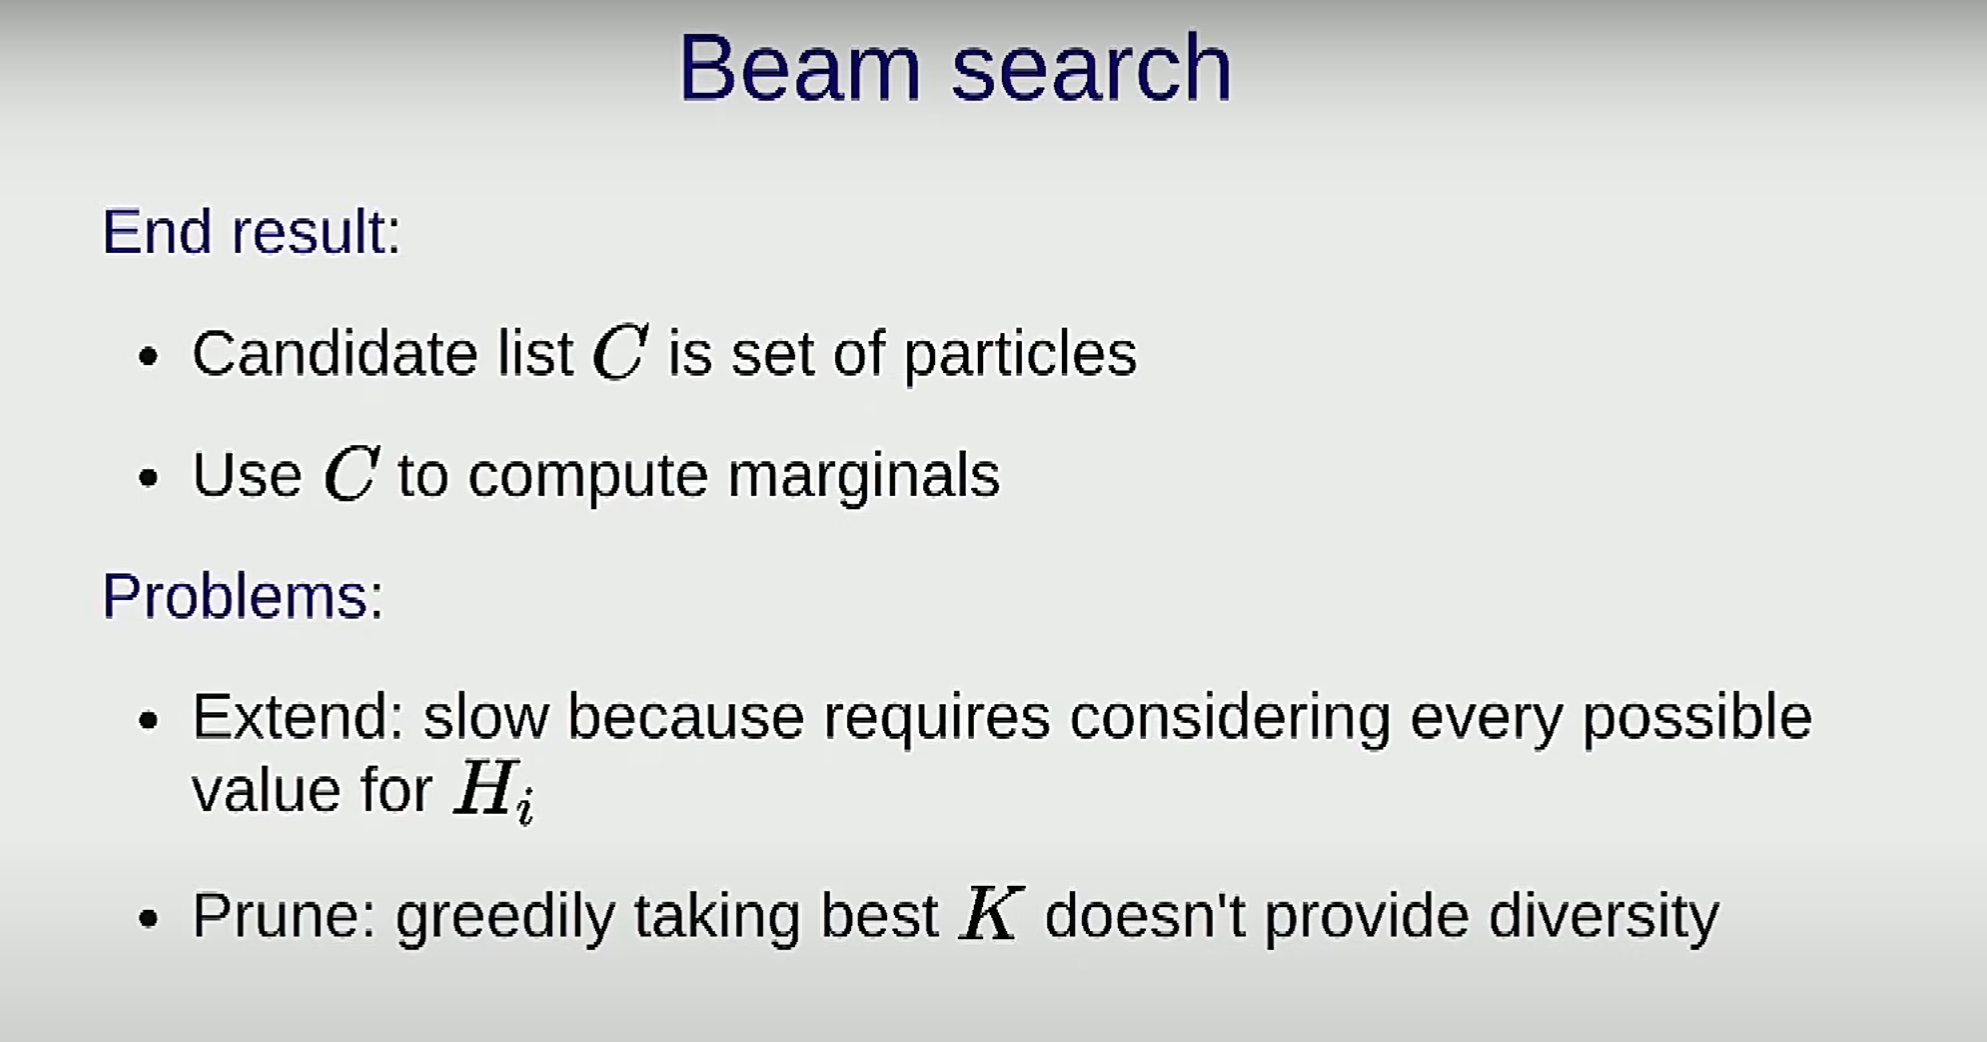 Beam search
End result:
• Candidate list C is set of particles
• Use C to compute marginals
Problems:
• Extend: slow because requires considering every possible
value for H_i
• Prune: greedily taking best K doesn't provide diversity